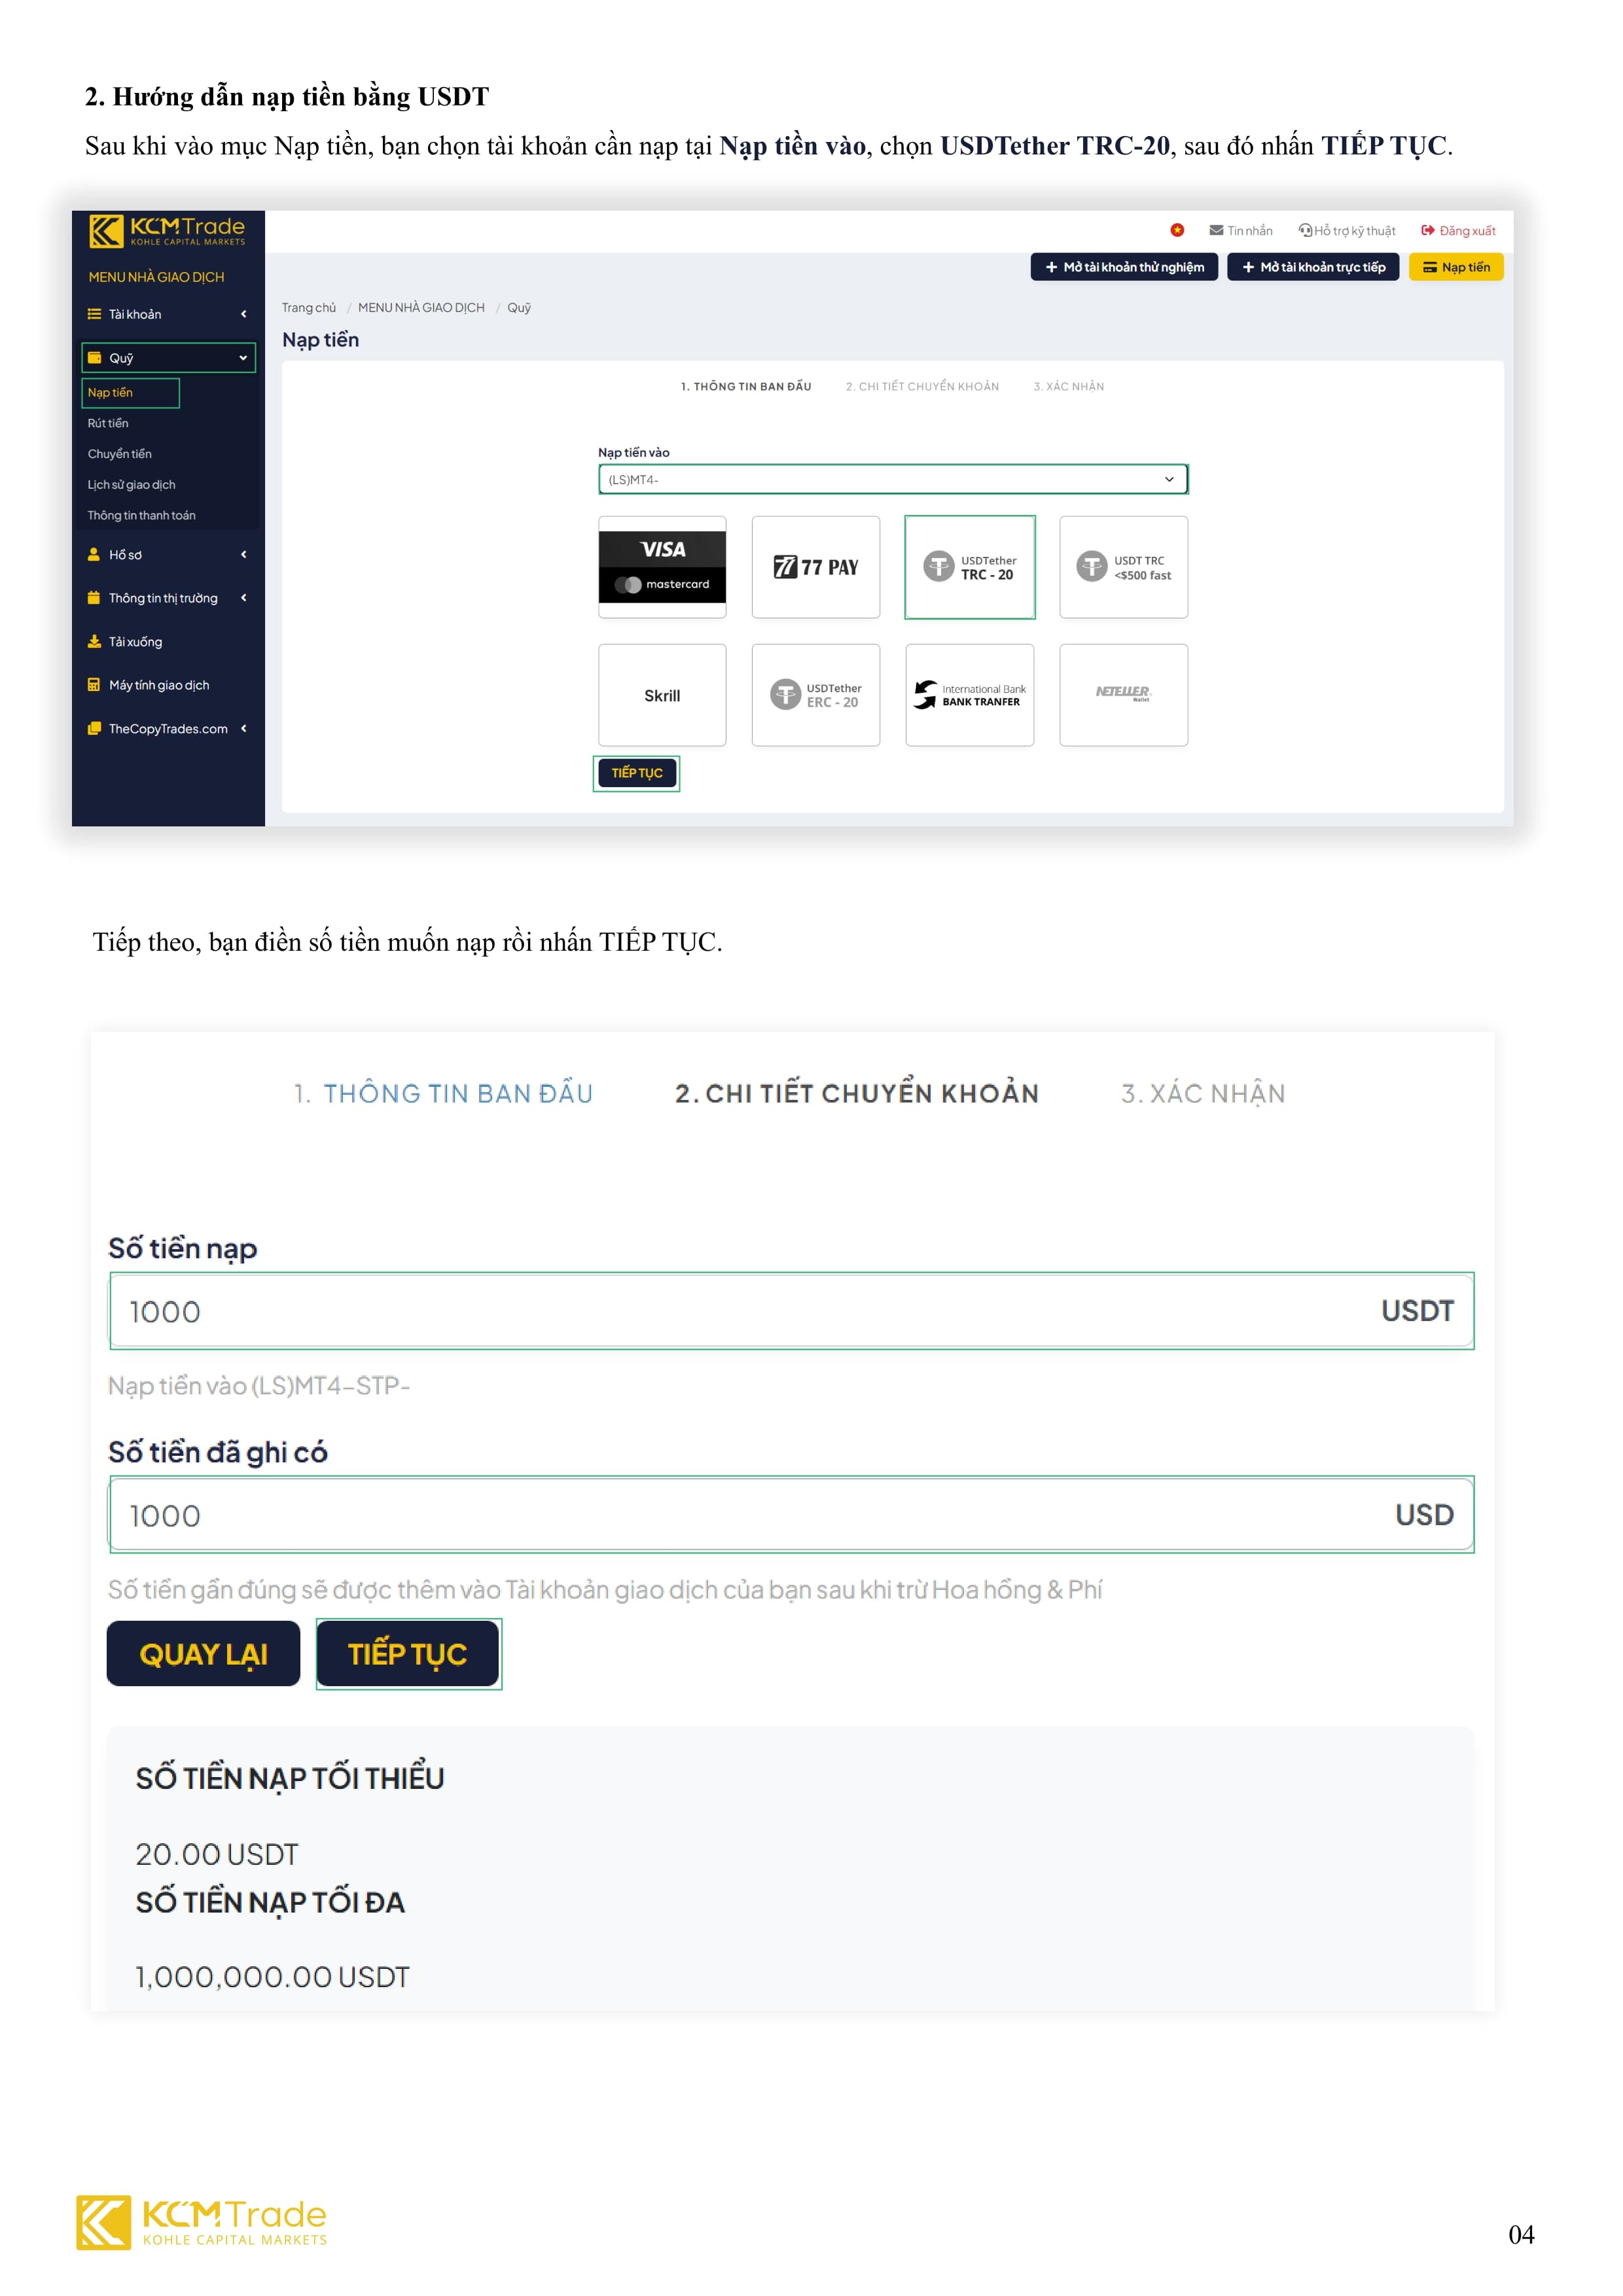 2. Hướng dẫn nạp tiền bằng USDT
Sau khi vào mục Nạp tiền, bạn chọn tài khoản cần nạp tại Nạp tiền vào, chọn USDTether TRC-20, sau đó nhấn TIẾP TỤC.
KCMTrade
KOHLE CAPITAL MARKETS
Tin nhắn
Hỗ trợ kỹ thuật
Đăng xuất
MENU NHÀ GIAO DỊCH
Mở tài khoản thử nghiệm
Mở tài khoản trực tiếp
Nạp tiền
Tài khoản
Quỹ
Nạp tiền
Rút tiền
Chuyển tiền
Lịch sử giao dịch
Thông tin thanh toán
Hồ sơ
Thông tin thị trường
Tải xuống
Máy tính giao dịch
TheCopyTrades.com
Trang chủ / MENU NHÀ GIAO DỊCH / Quỹ
Nạp tiền
1. THÔNG TIN BAN ĐẦU
2. CHI TIẾT CHUYỂN KHOẢN
3. XÁC NHẬN
Nạp tiền vào
(LS)MT4-
VISA
mastercard
77 PAY
USDTether
TRC - 20
USDT TRC
<$500 fast
Skrill
USDTether
ERC - 20
International Bank
BANK TRANFER
NETELLER
Wallet
TIẾP TỤC
Tiếp theo, bạn điền số tiền muốn nạp rồi nhấn TIẾP TỤC.
1. THÔNG TIN BAN ĐẦU
2. CHI TIẾT CHUYỂN KHOẢN
3. XÁC NHẬN
Số tiền nạp
1000 USDT
Nạp tiền vào (LS)MT4-STP-
Số tiền đã ghi có
1000 USD
Số tiền gần đúng sẽ được thêm vào Tài khoản giao dịch của bạn sau khi trừ Hoa hồng & Phí
QUAY LẠI
TIẾP TỤC
SỐ TIỀN NẠP TỐI THIỂU
20.00 USDT
SỐ TIỀN NẠP TỐI ĐA
1,000,000.00 USDT
KCMTrade
KOHLE CAPITAL MARKETS
04